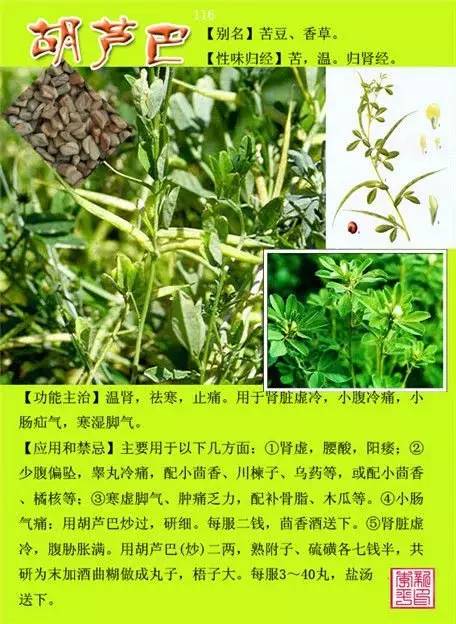 116
胡芦巴
【别名】苦豆、香草。
【性味归经】苦，温。归肾经。
【功能主治】温肾，祛寒，止痛。用于肾脏虚冷，小腹冷痛，小
肠疝气，寒湿脚气。
【应用和禁忌】主要用于以下几方面：①肾虚，腰酸，阳痿；②
少腹偏坠，睾丸冷痛，配小茴香、川楝子、乌药等，或配小茴香
、橘核等；③寒虚脚气、肿痛乏力，配补骨脂、木瓜等。④小肠
气痛：用胡芦巴炒过，研细。每服二钱，茴香酒送下。⑤肾脏虚
冷，腹胁胀满。用胡芦巴(炒)二两，熟附子、硫磺各七钱半，共
研为末加酒曲糊做成丸子，梧子大。每服3～40丸，盐汤
送下。